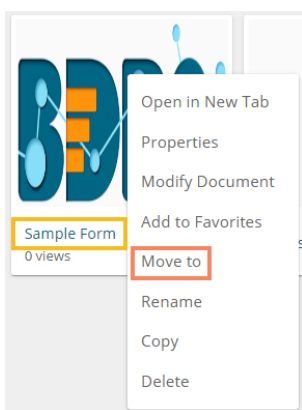 BDB
Open in New Tab
Properties
Modify Document
Add to Favorites
Sample Form
0 views
Move to
Rename
Copy
Delete